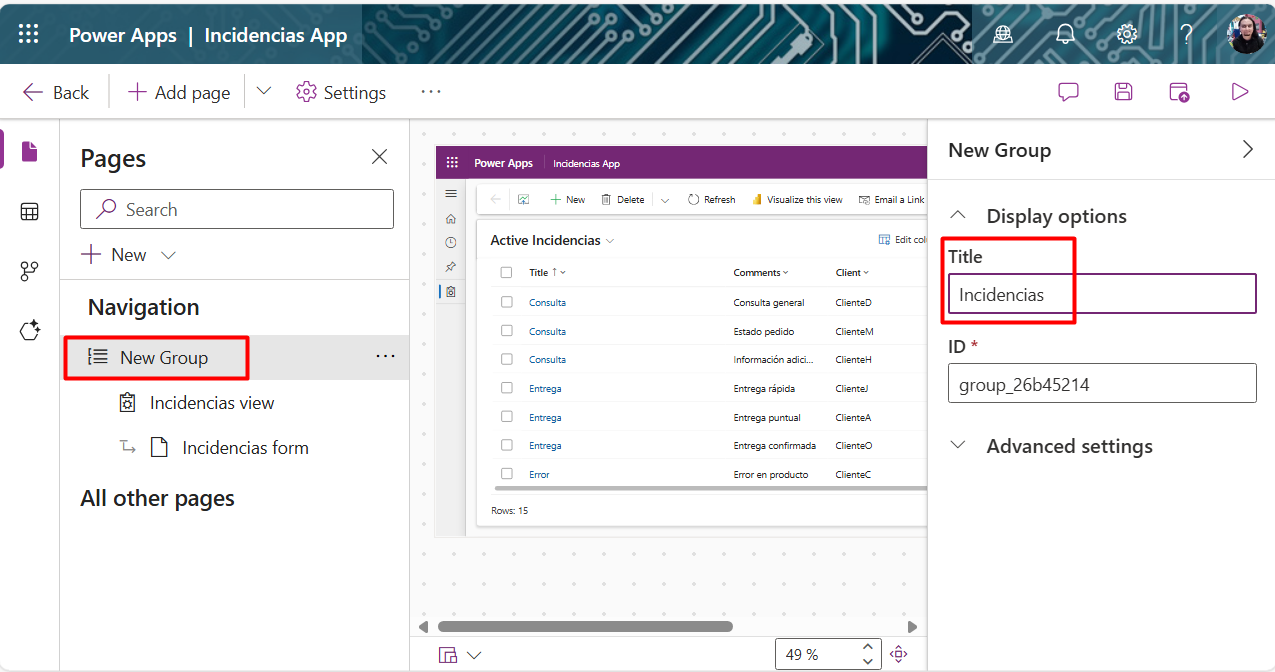 Power Apps | Incidencias App
Back
Add page
Settings
...
Pages
Search
New
Navigation
New Group
...
Incidencias view
Incidencias form
All other pages
Power Apps
Incidencias App
New
Delete
Refresh
Visualize this view
Email a Link
Active Incidencias
Edit colu
Title ↑ Comments Client
Consulta Consulta general ClienteD
Consulta Estado pedido ClienteM
Consulta Información adici... ClienteH
Entrega Entrega rápida ClienteJ
Entrega Entrega puntual ClienteA
Entrega Entrega confirmada ClienteO
Error Error en producto ClienteC
Rows: 15
49 %
New Group
Display options
Title
Incidencias
ID *
group_26b45214
Advanced settings